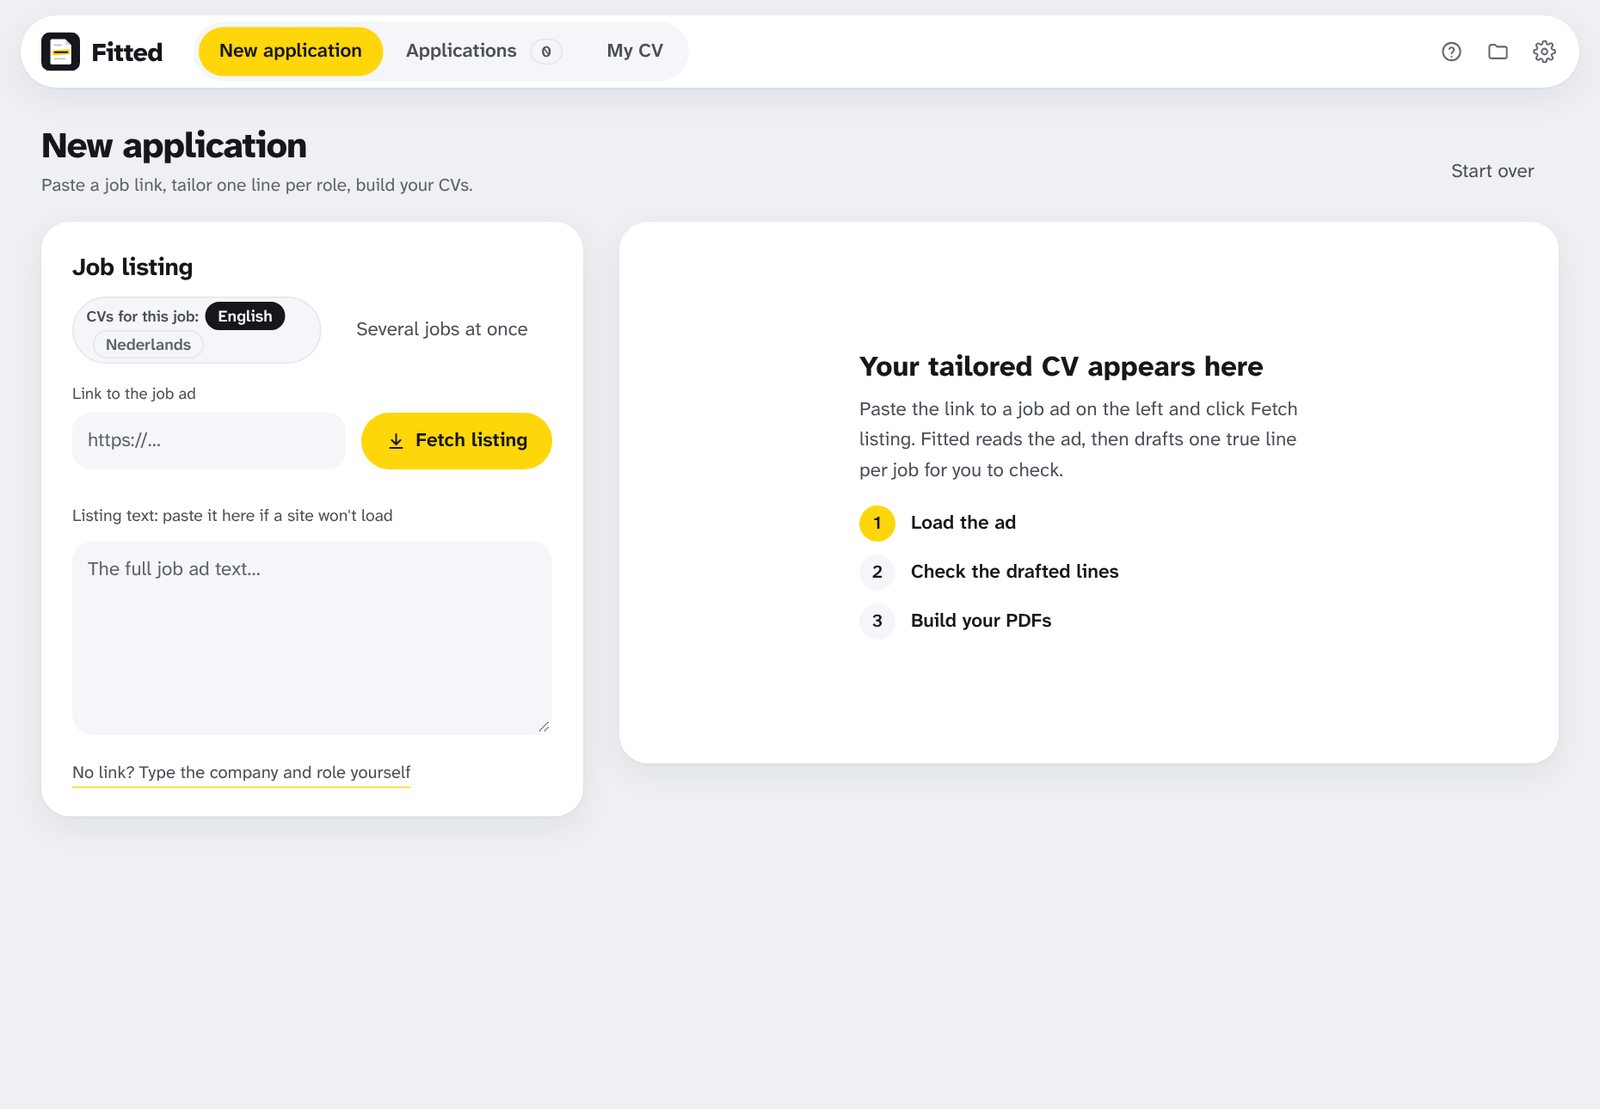 Fitted
New application
Applications 0
My CV
New application
Paste a job link, tailor one line per role, build your CVs.
Start over
Job listing
CVs for this job: English
Nederlands
Several jobs at once
Link to the job ad
https://...
Fetch listing
Listing text: paste it here if a site won't load
The full job ad text...
No link? Type the company and role yourself
Your tailored CV appears here
Paste the link to a job ad on the left and click Fetch
listing. Fitted reads the ad, then drafts one true line
per job for you to check.
1 Load the ad
2 Check the drafted lines
3 Build your PDFs